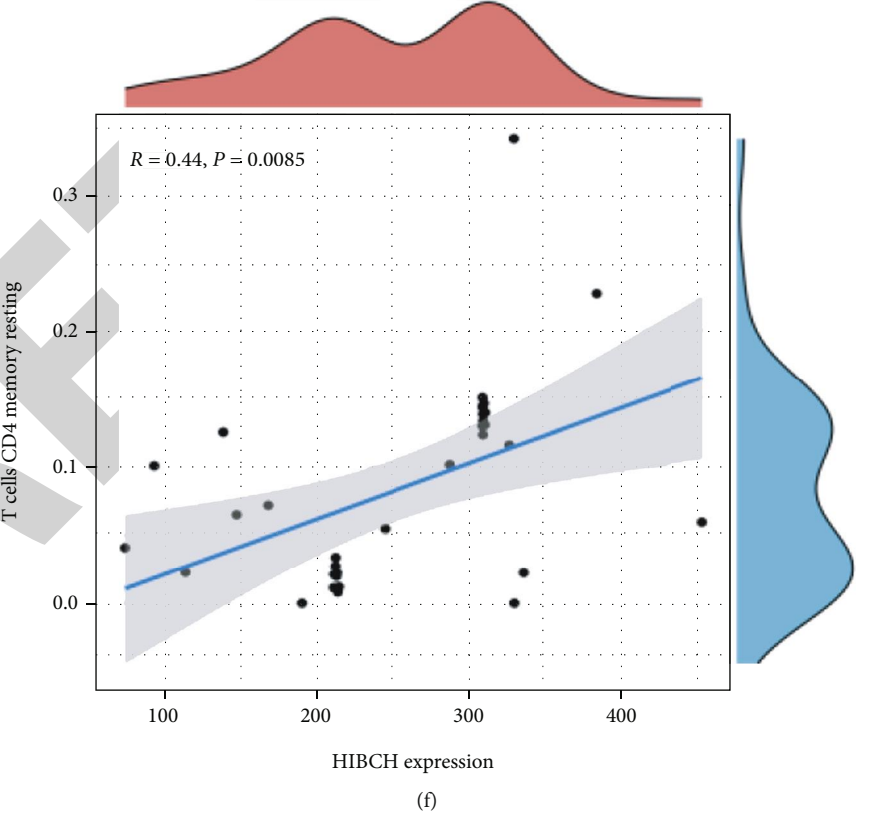 R = 0.44, P = 0.0085
0.3
0.2
0.1
0.0
T cells CD4 memory resting
100 200 300 400
HIBCH expression
(f)